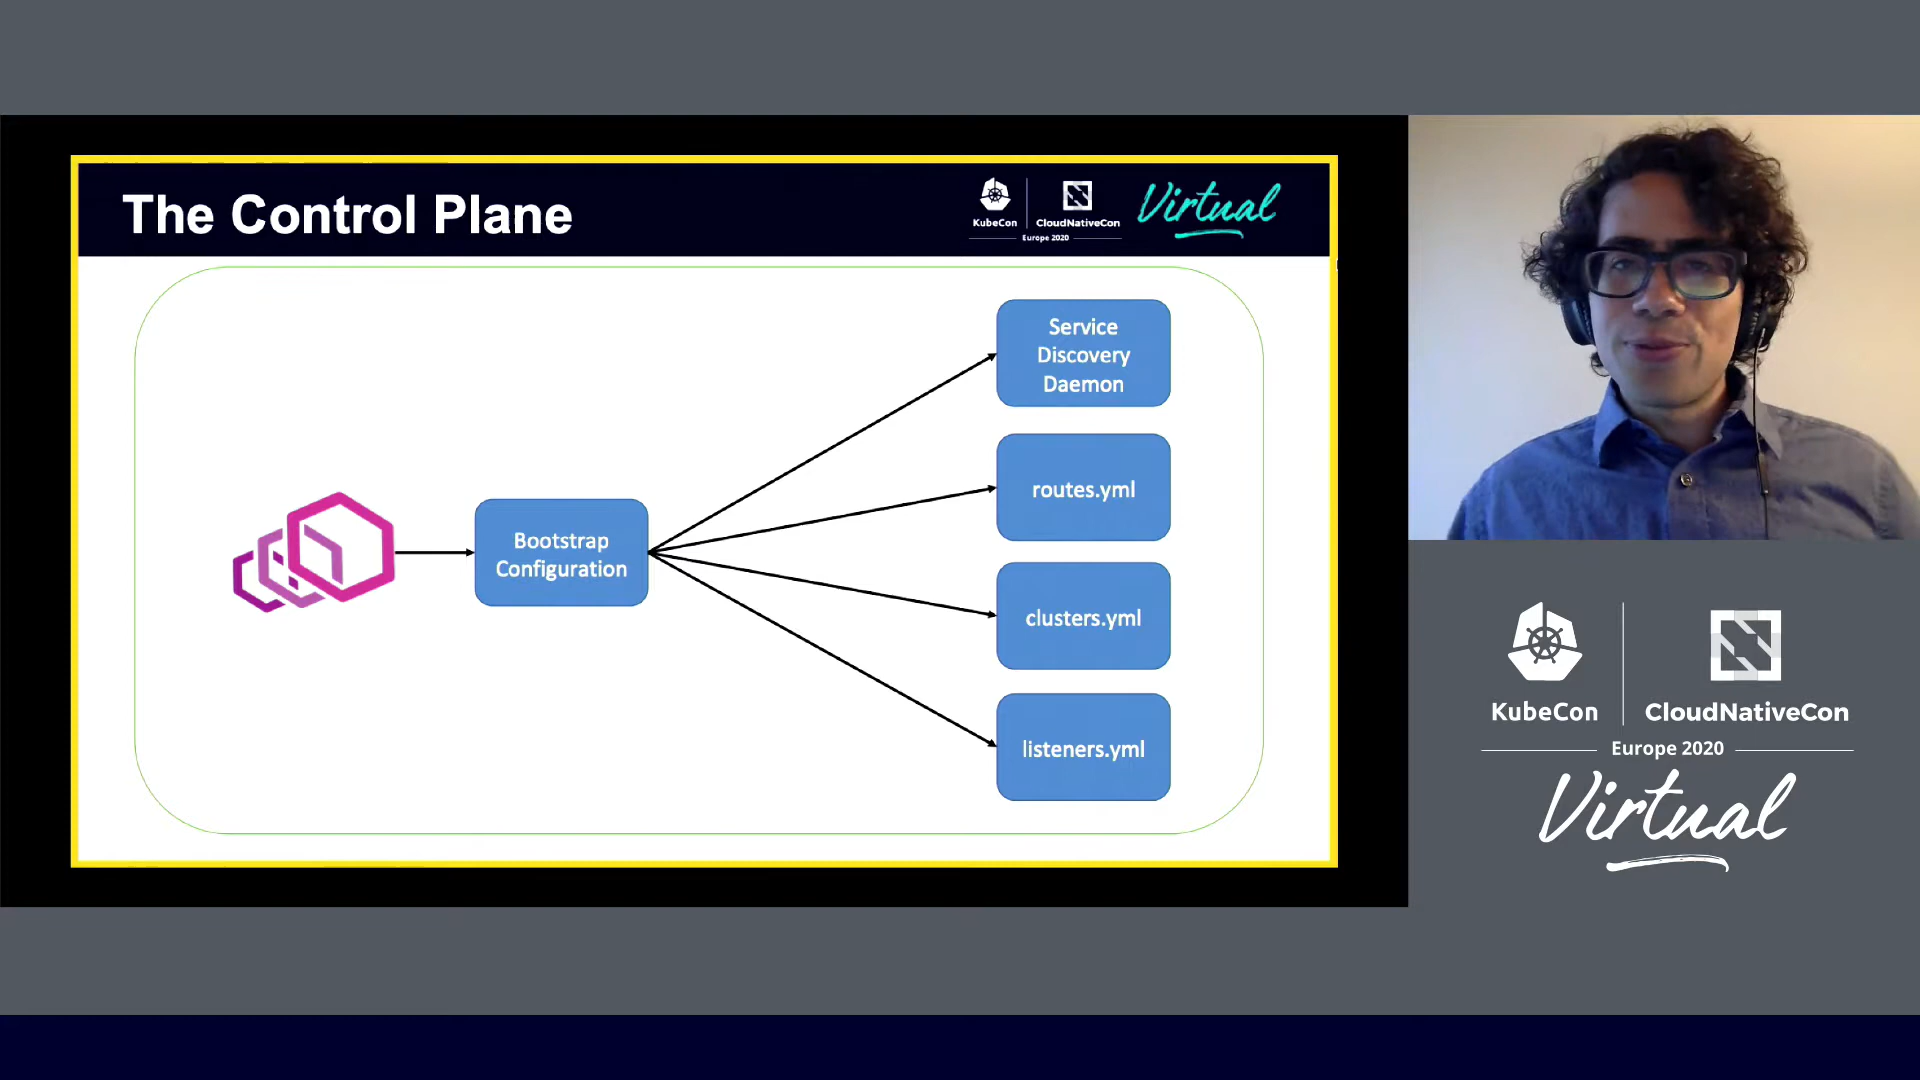 The Control Plane
KubeCon
CloudNativeCon
Europe 2020
Virtual
Service
Discovery
Daemon
routes.yml
Bootstrap
Configuration
clusters.yml
listeners.yml
KubeCon
CloudNativeCon
Europe 2020
Virtual